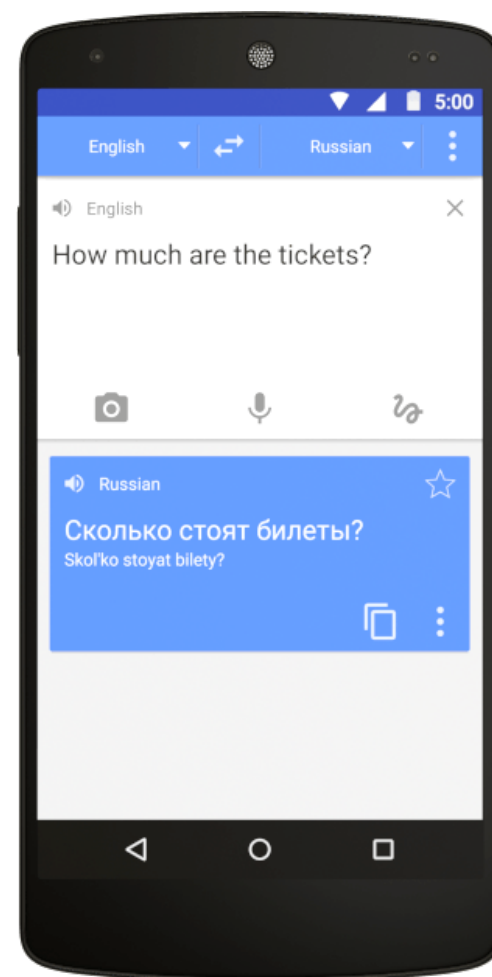 5:00
English
Russian
English
How much are the tickets?
Russian
Сколько стоят билеты?
Skol'ko stoyat bilety?